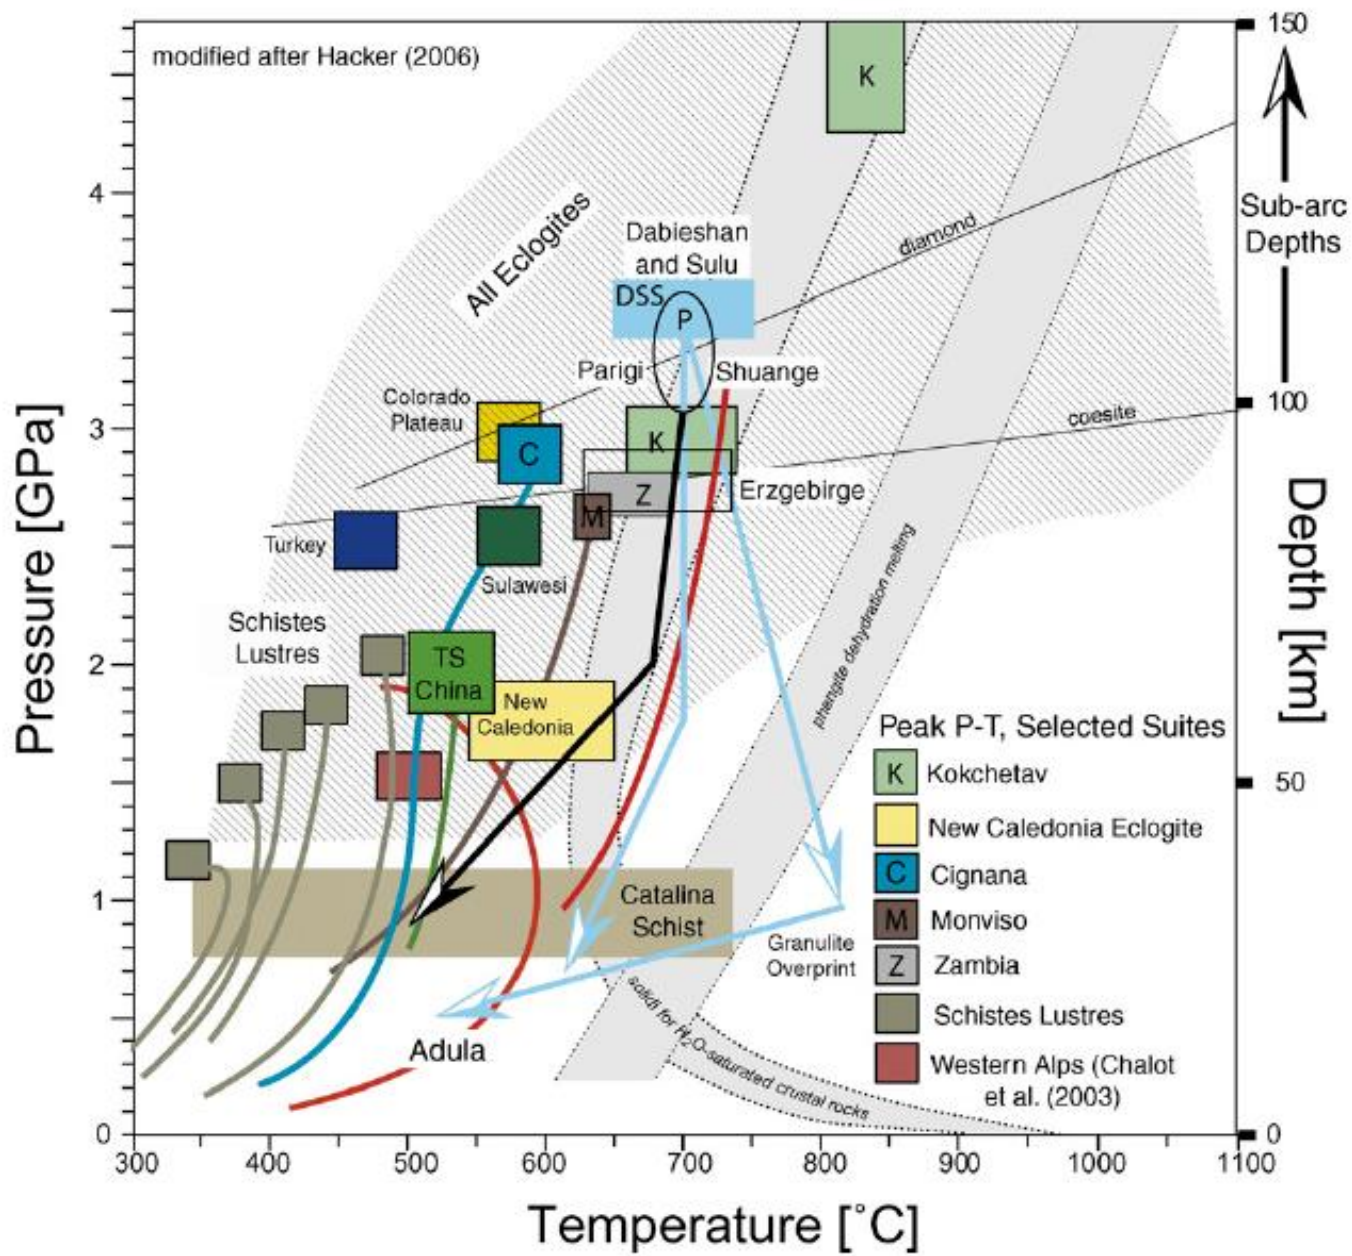 modified after Hacker (2006)
150
K
4
All Eclogites
diamond
Sub-arc
Depths
Dabieshan
and Sulu
DSS
P
Parigi
Shuange
100
Colorado
Plateau
coesite
3
K
C
Z
Erzgebirge
M
Turkey
Sulawesi
Pressure [GPa]
Depth [km]
Schistes
Lustres
phengite dehydration melting
2
TS
China
New
Caledonia
Peak P-T, Selected Suites
K
Kokchetav
50
New Caledonia Eclogite
C
Cignana
1
Catalina
Schist
M
Monviso
Granulite
Overprint
Z
Zambia
solidi for H2O-saturated crustal rocks
Schistes Lustres
Adula
Western Alps (Chalot
et al. (2003)
0
0
300
400
500
600
700
800
900
1000
1100
Temperature [˚C]